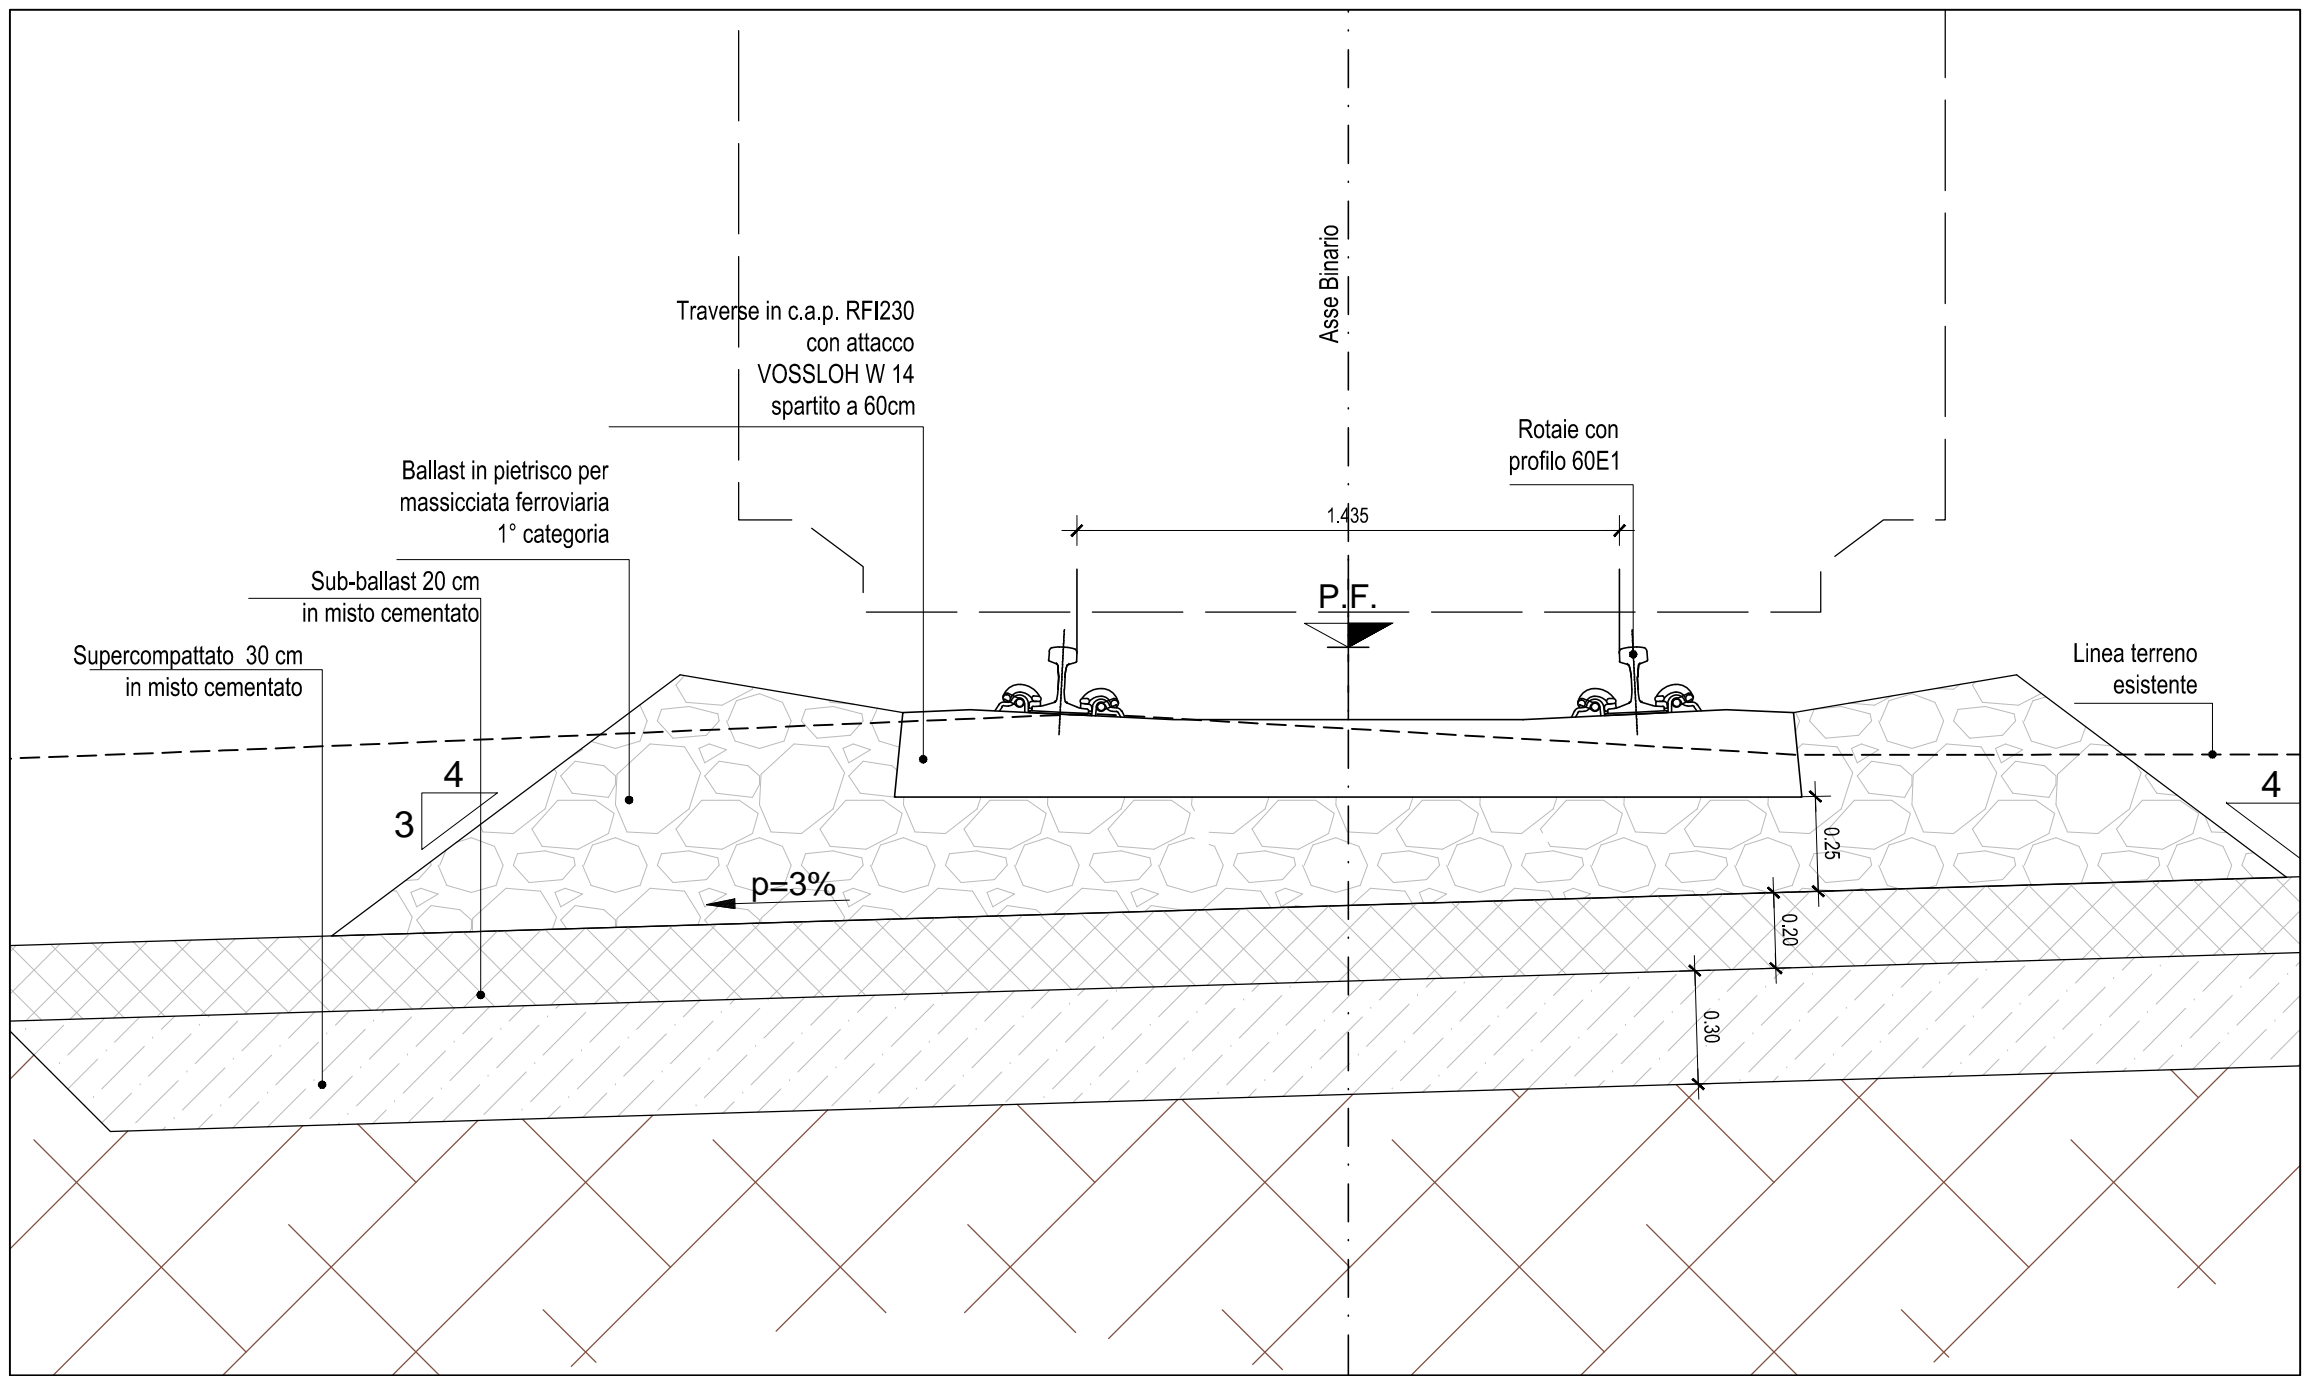 Asse Binario
Traverse in c.a.p. RFI230
con attacco
VOSSLOH W 14
spartito a 60cm
Rotaie con
profilo 60E1
Ballast in pietrisco per
massicciata ferroviaria
1° categoria
1.435
Sub-ballast 20 cm
in misto cementato
P.F.
Supercompattato 30 cm
in misto cementato
Linea terreno
esistente
4
3
4
0.25
p=3%
0.20
0.30